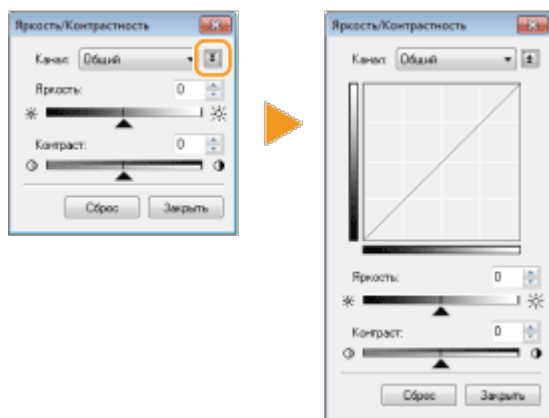 Яркость/Контрастность
Канал: Общий
Яркость: 0
Контраст: 0
Сброс Закрыть
Яркость/Контрастность
Канал: Общий
Яркость: 0
Контраст: 0
Сброс Закрыть